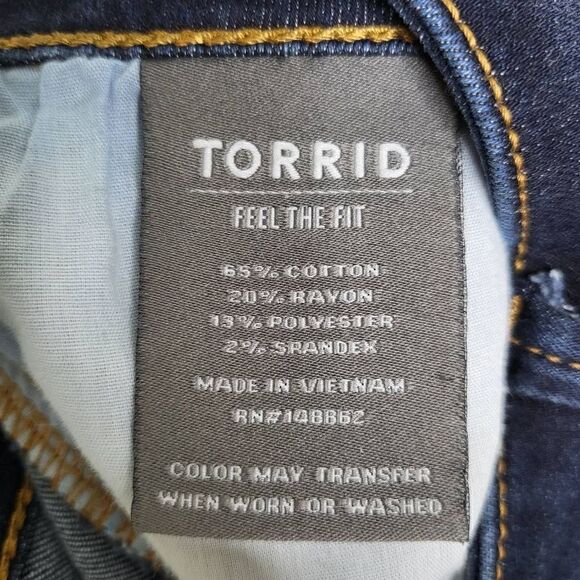 TORRID
FEEL THE FIT
65% COTTON
20% RAYON
13% POLYESTER
2% SPANDEX
MADE IN VIETNAM
RN#148862
COLOR MAY TRANSFER
WHEN WORN OR WASHED